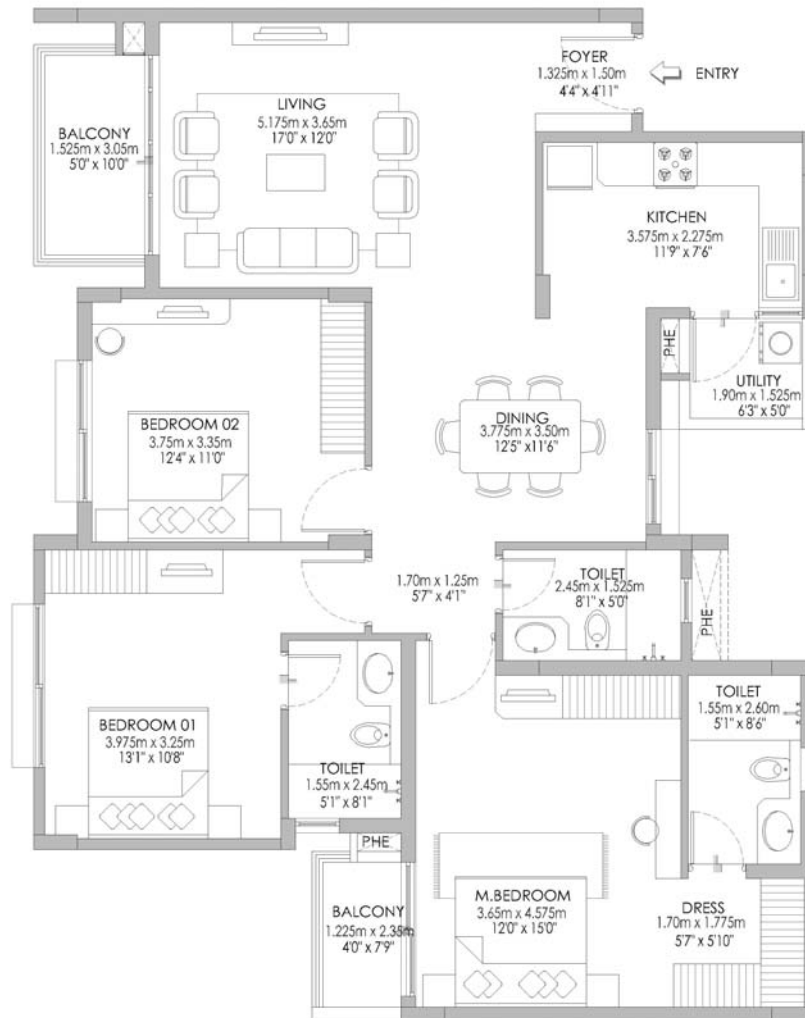 FOYER
1.325m x 1.50m
4'4" x 4'11"
ENTRY
LIVING
5.175m x 3.65m
17'0" x 12'0"
BALCONY
1.525m x 3.05m
5'0" x 10'0"
KITCHEN
3.575m x 2.275m
11'9" x 7'6"
PHE
UTILITY
1.90m x 1.525m
6'3" x 5'0"
BEDROOM 02
3.75m x 3.35m
12'4" x 11'0"
DINING
3.775m x 3.50m
12'5" x11'6"
1.70m x 1.25m
5'7" x 4'1"
TOILET
2.45m x 1.525m
8'1" x 5'0"
PHE
BEDROOM 01
3.975m x 3.25m
13'1" x 10'8"
TOILET
1.55m x 2.45m
5'1" x 8'1"
TOILET
1.55m x 2.60m
5'1" x 8'6"
PHE
BALCONY
1.225m x 2.35m
4'0" x 7'9"
M.BEDROOM
3.65m x 4.575m
12'0" x 15'0"
DRESS
1.70m x 1.775m
5'7" x 5'10"